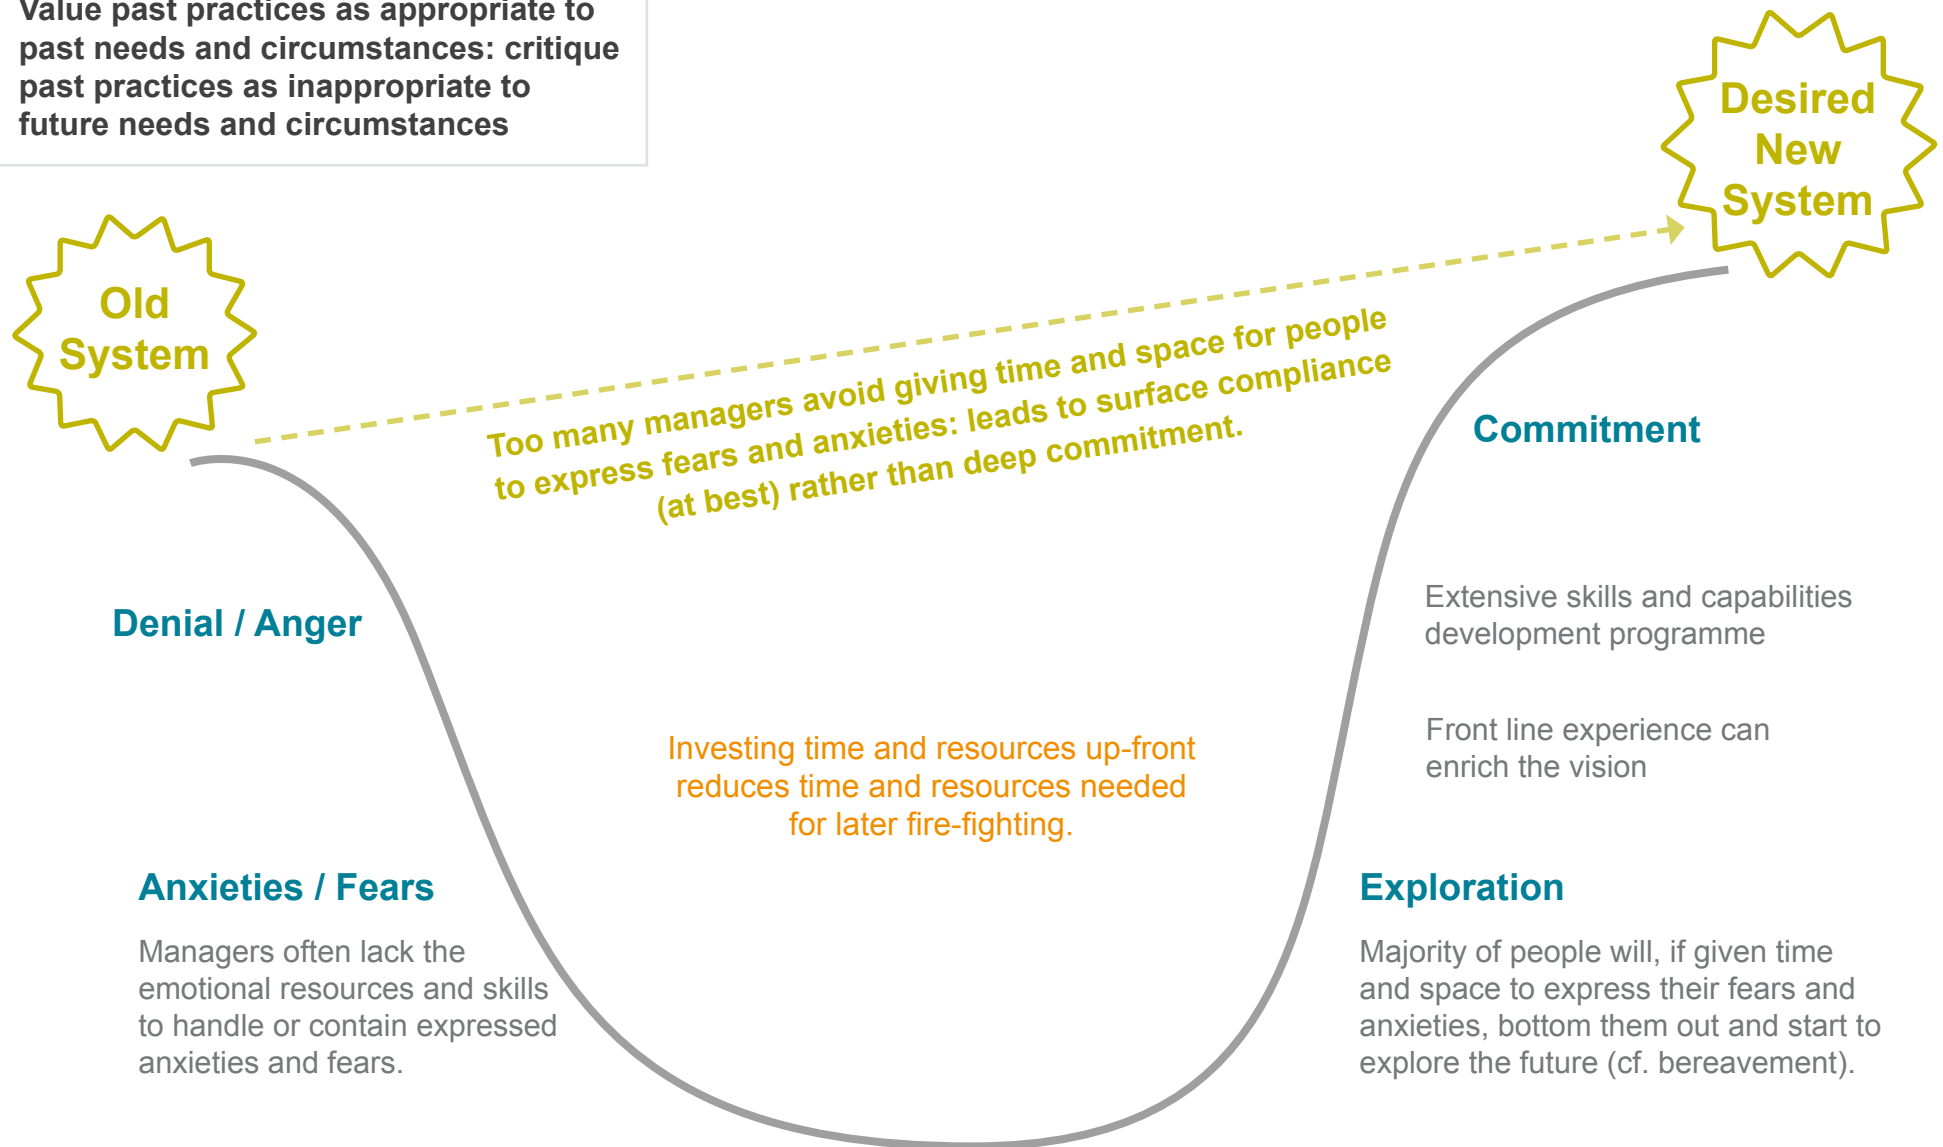 Value past practices as appropriate to
past needs and circumstances: critique
past practices as inappropriate to
future needs and circumstances
Desired
New
System
Old
System
Too many managers avoid giving time and space for people
to express fears and anxieties: leads to surface compliance
(at best) rather than deep commitment.
Commitment
Extensive skills and capabilities
development programme
Denial / Anger
Front line experience can
enrich the vision
Investing time and resources up-front
reduces time and resources needed
for later fire-fighting.
Anxieties / Fears
Managers often lack the
emotional resources and skills
to handle or contain expressed
anxieties and fears.
Exploration
Majority of people will, if given time
and space to express their fears and
anxieties, bottom them out and start to
explore the future (cf. bereavement).